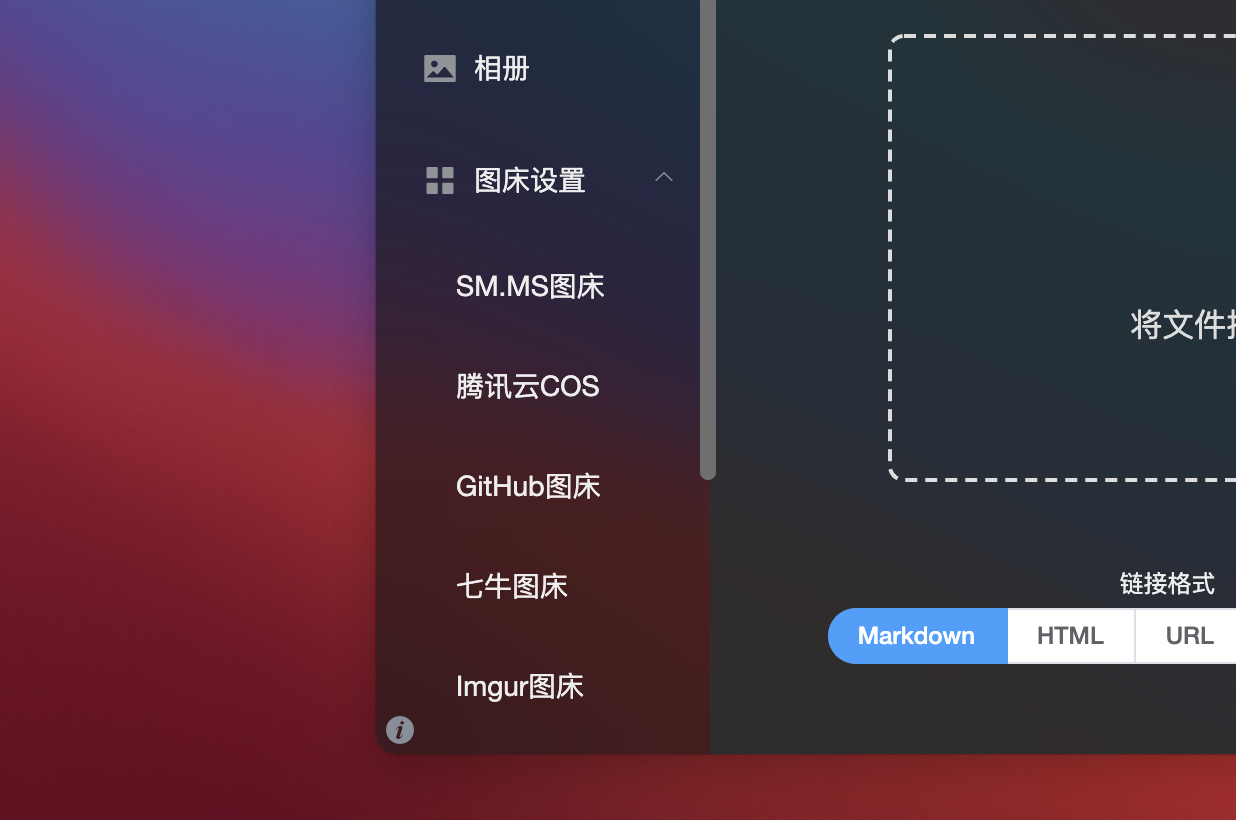 相册
图床设置
SM.MS图床
腾讯云COS
GitHub图床
七牛图床
Imgur图床
i
将文件
链接格式
Markdown
HTML
URL